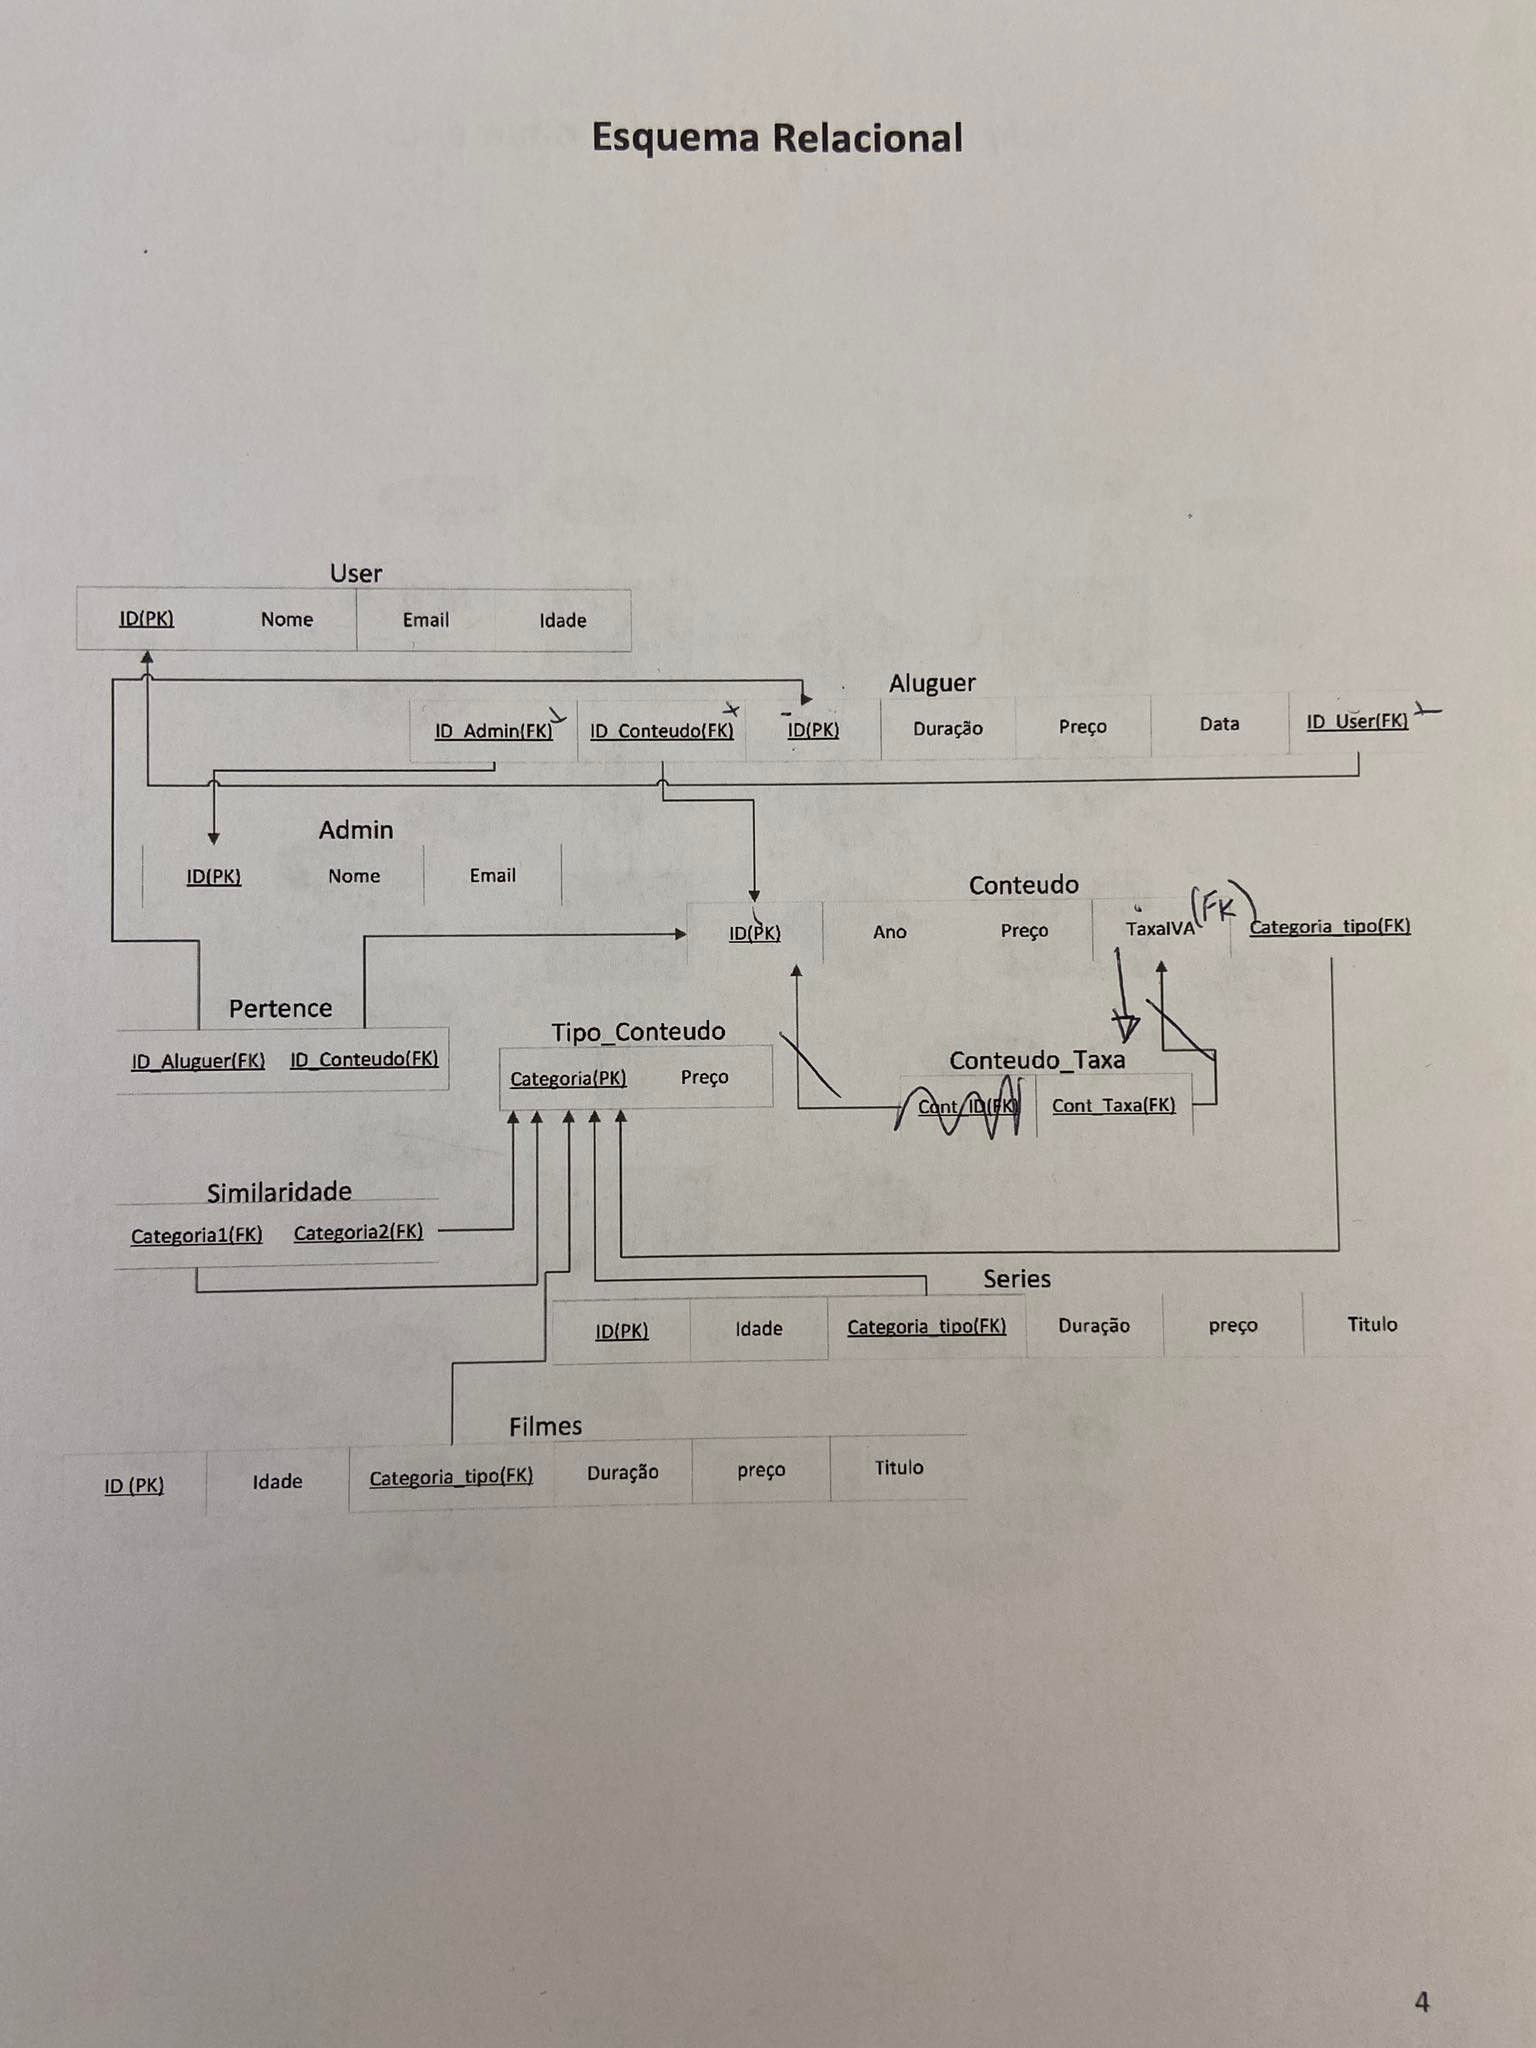 Esquema Relacional
User
ID(PK) Nome Email Idade
Aluguer
ID_Admin(FK) ID_Conteudo(FK) ID(PK) Duração Preço Data ID_User(FK)
Admin
ID(PK) Nome Email
Conteudo
ID(PK) Ano Preço TaxaIVA (FK) Categoria_tipo(FK)
Pertence
ID_Aluguer(FK) ID_Conteudo(FK)
Tipo_Conteudo
Categoria(PK) Preço
Conteudo_Taxa
Cont_ID(FK) Cont_Taxa(FK)
Similaridade
Categoria1(FK) Categoria2(FK)
Series
ID(PK) Idade Categoria_tipo(FK) Duração preço Titulo
Filmes
ID (PK) Idade Categoria_tipo(FK) Duração preço Titulo
4